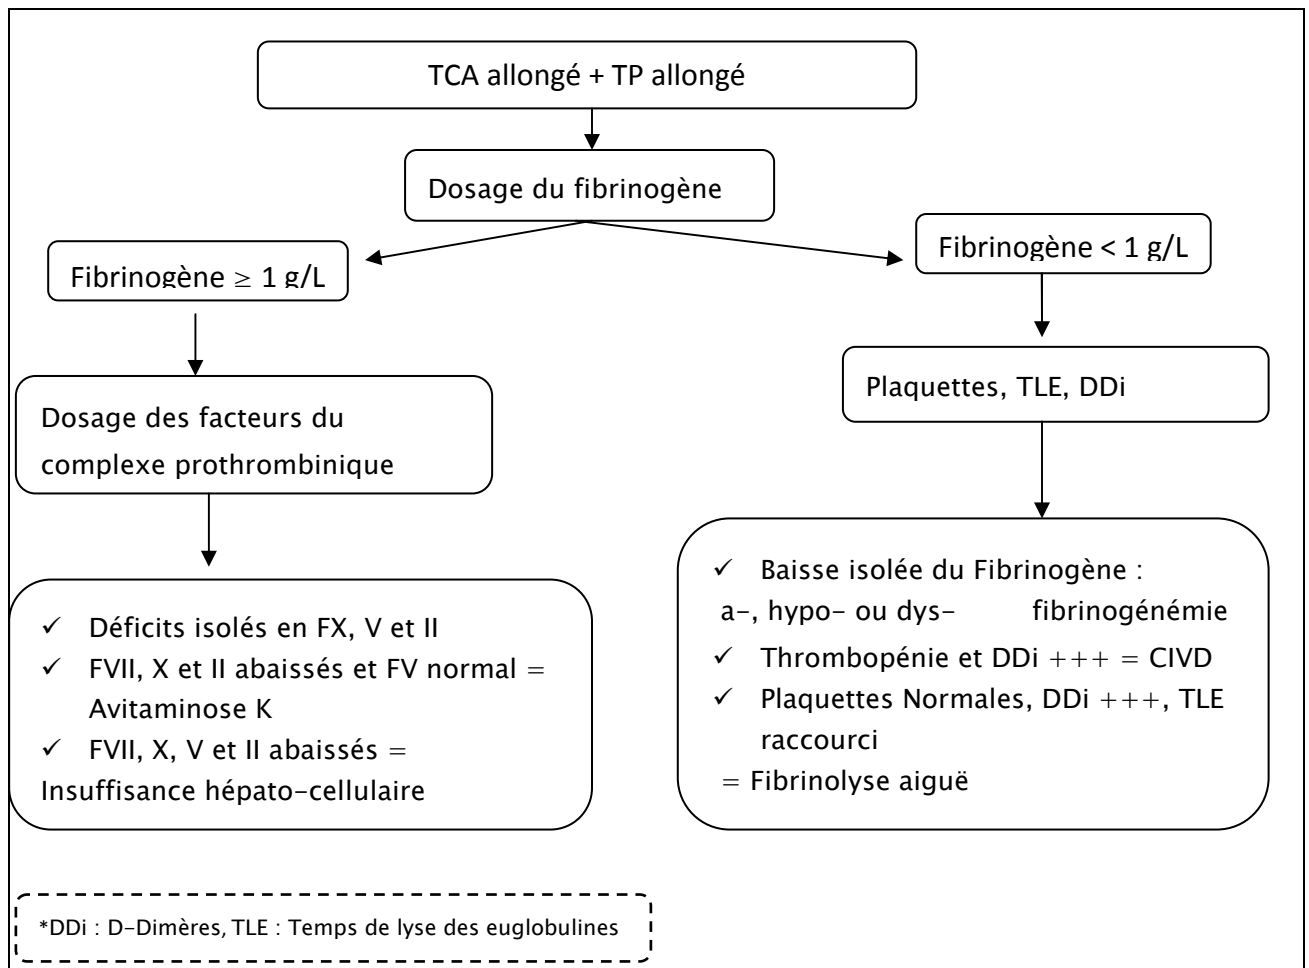 TCA allongé + TP allongé
Dosage du fibrinogène
Fibrinogène ≥ 1 g/L
Fibrinogène < 1 g/L
Dosage des facteurs du
complexe prothrombinique
Plaquettes, TLE, DDi
✓ Déficits isolés en FX, V et II
✓ FVII, X et II abaissés et FV normal =
Avitaminose K
✓ FVII, X, V et II abaissés =
Insuffisance hépato-cellulaire
✓ Baisse isolée du Fibrinogène :
a-, hypo- ou dys- fibrinogénémie
✓ Thrombopénie et DDi +++ = CIVD
✓ Plaquettes Normales, DDi +++, TLE
raccourci
= Fibrinolyse aiguë
*DDi : D-Dimères, TLE : Temps de lyse des euglobulines